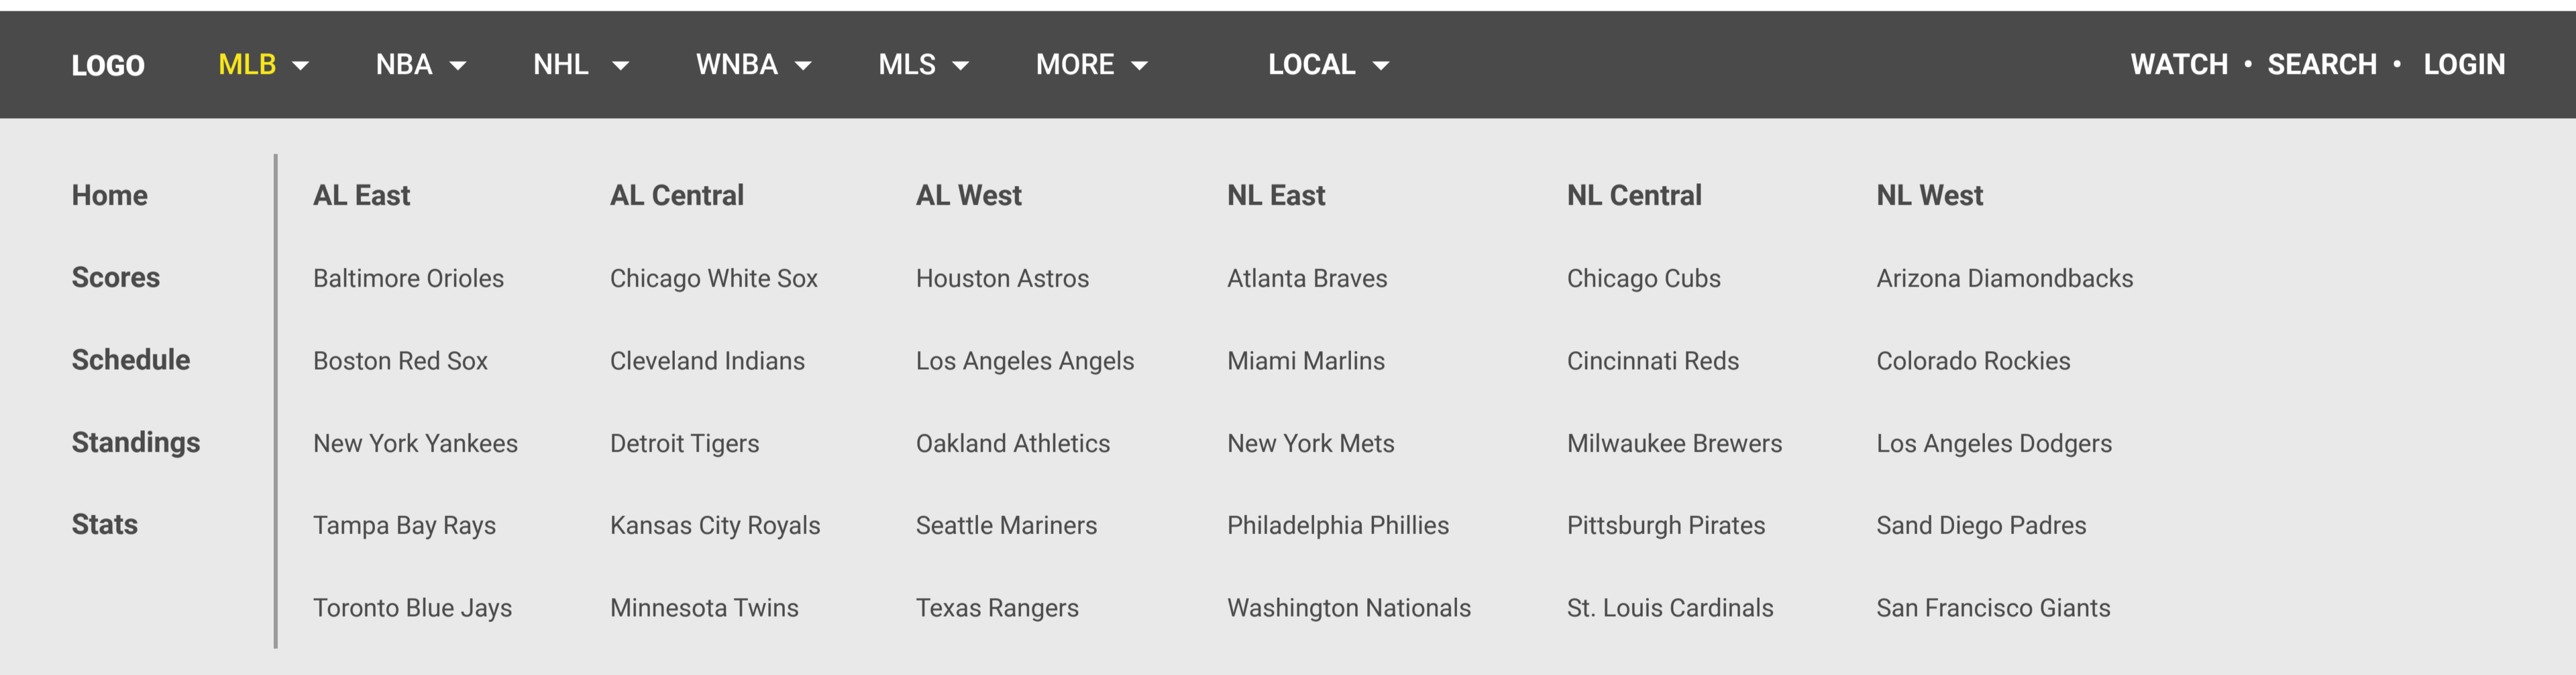 LOGO MLB NBA NHL WNBA MLS MORE LOCAL WATCH • SEARCH • LOGIN
Home AL East AL Central AL West NL East NL Central NL West
Scores Baltimore Orioles Chicago White Sox Houston Astros Atlanta Braves Chicago Cubs Arizona Diamondbacks
Schedule Boston Red Sox Cleveland Indians Los Angeles Angels Miami Marlins Cincinnati Reds Colorado Rockies
Standings New York Yankees Detroit Tigers Oakland Athletics New York Mets Milwaukee Brewers Los Angeles Dodgers
Stats Tampa Bay Rays Kansas City Royals Seattle Mariners Philadelphia Phillies Pittsburgh Pirates Sand Diego Padres
Toronto Blue Jays Minnesota Twins Texas Rangers Washington Nationals St. Louis Cardinals San Francisco Giants